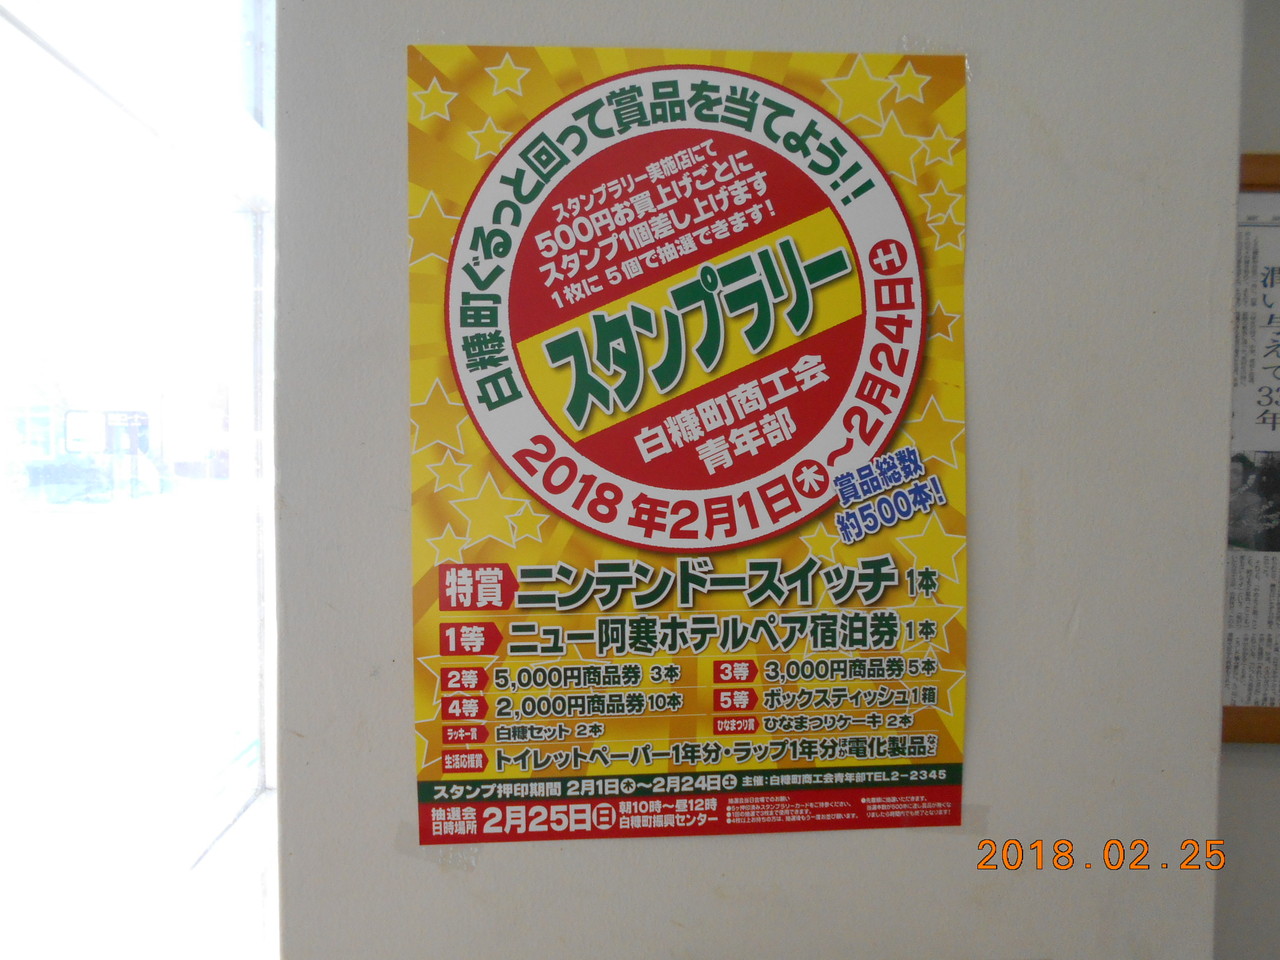 白糠町ぐるっと回って賞品を当てよう!!
スタンプラリー実施店にて
500円お買上げごとに
スタンプ1個差し上げます
1枚に5個で抽選できます!
スタンプラリー
白糠町商工会
青年部
2018年2月1日木～2月24日土
賞品総数
約500本!
特賞 ニンテンドースイッチ 1本
1等 ニュー阿寒ホテルペア宿泊券 1本
2等 5,000円商品券 3本 3等 3,000円商品券 5本
4等 2,000円商品券 10本 5等 ボックスティッシュ1箱
ラッキー賞 白糠セット 2本 ひなまつり賞 ひなまつりケーキ 2本
生活応援賞 トイレットペーパー1年分・ラップ1年分ほか電化製品など
スタンプ押印期間 2月1日木～2月24日土 主催:白糠町商工会青年部TEL2-2345
抽選会
日時場所
2月25日日
朝10時～昼12時
白糠町振興センター
抽選会当日会場でのお願い
2018.02.25